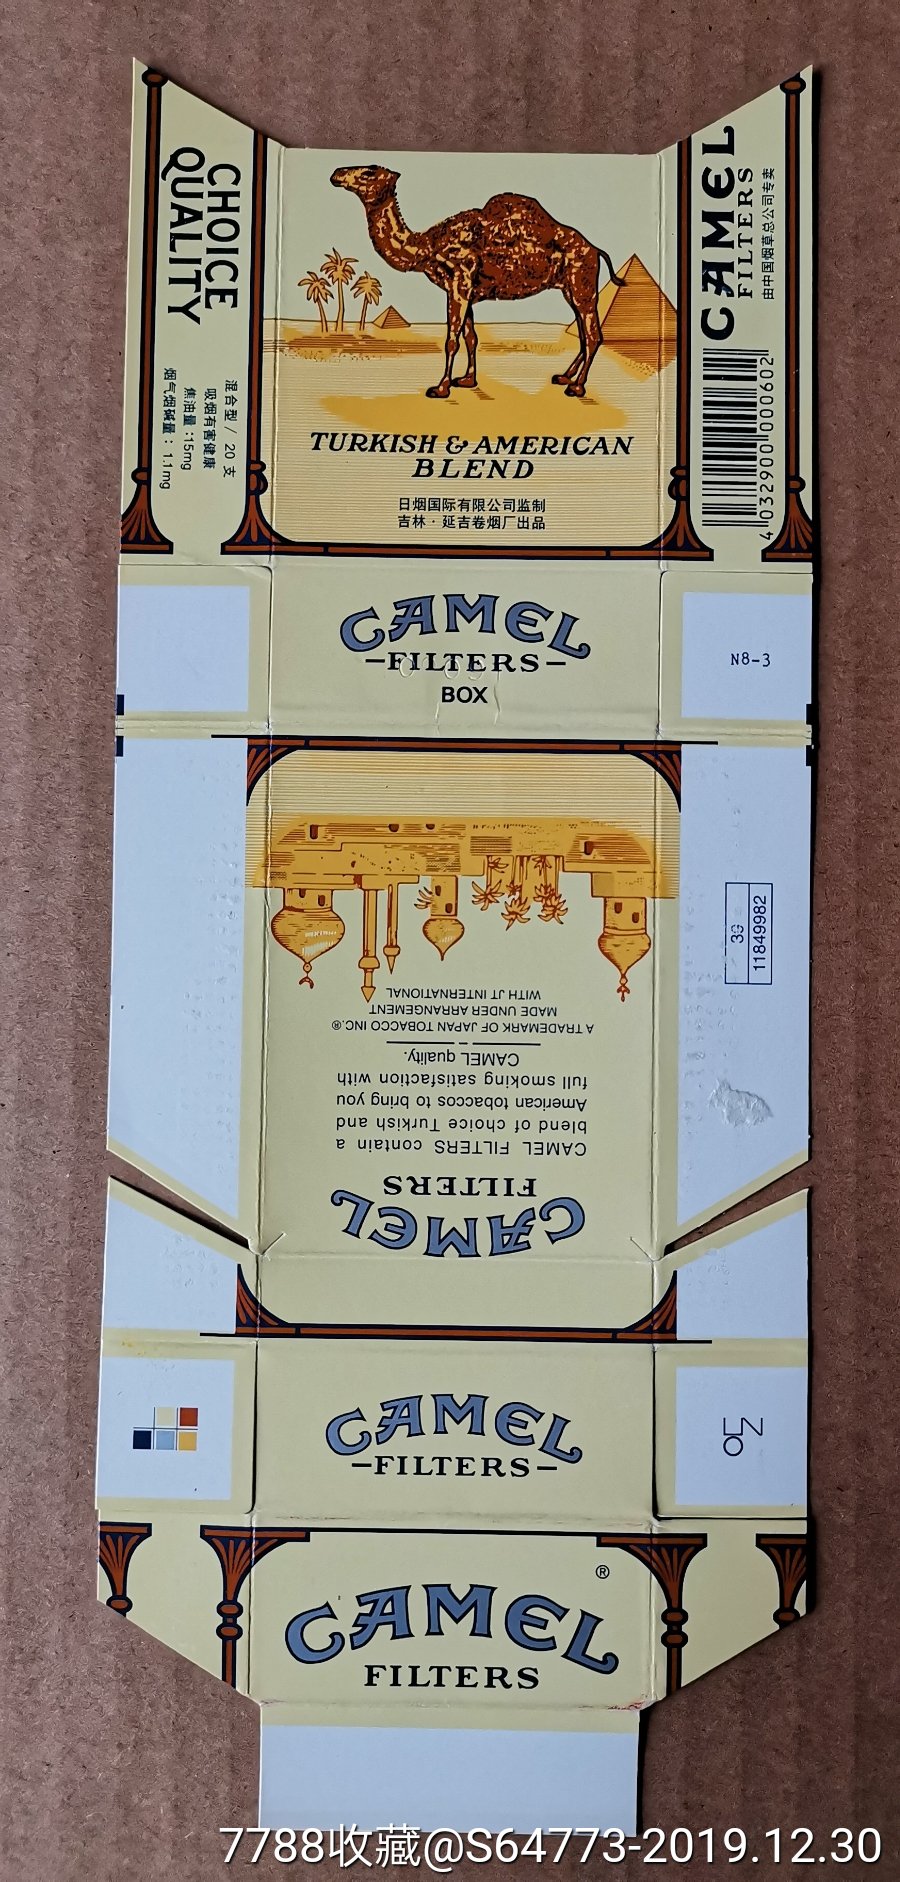 CHOICE
QUALITY
混合型 / 20 支
吸烟有害健康
焦油量:15mg
烟气烟碱量: 1.1mg
TURKISH & AMERICAN
BLEND
日烟国际有限公司监制
吉林·延吉卷烟厂出品
CAMEL
FILTERS
由中国烟草总公司专卖
4 032900 000602
CAMEL
-FILTERS-
BOX
N8-3
39
11849982
CAMEL
FILTERS
CAMEL FILTERS contain a
blend of choice Turkish and
American tobaccos to bring you
full smoking satisfaction with
CAMEL quality.
A TRADEMARK OF JAPAN TOBACCO INC.®
MADE UNDER ARRANGEMENT
WITH JT INTERNATIONAL
CAMEL
-FILTERS-
CAMEL ®
FILTERS
7788收藏@S64773-2019.12.30